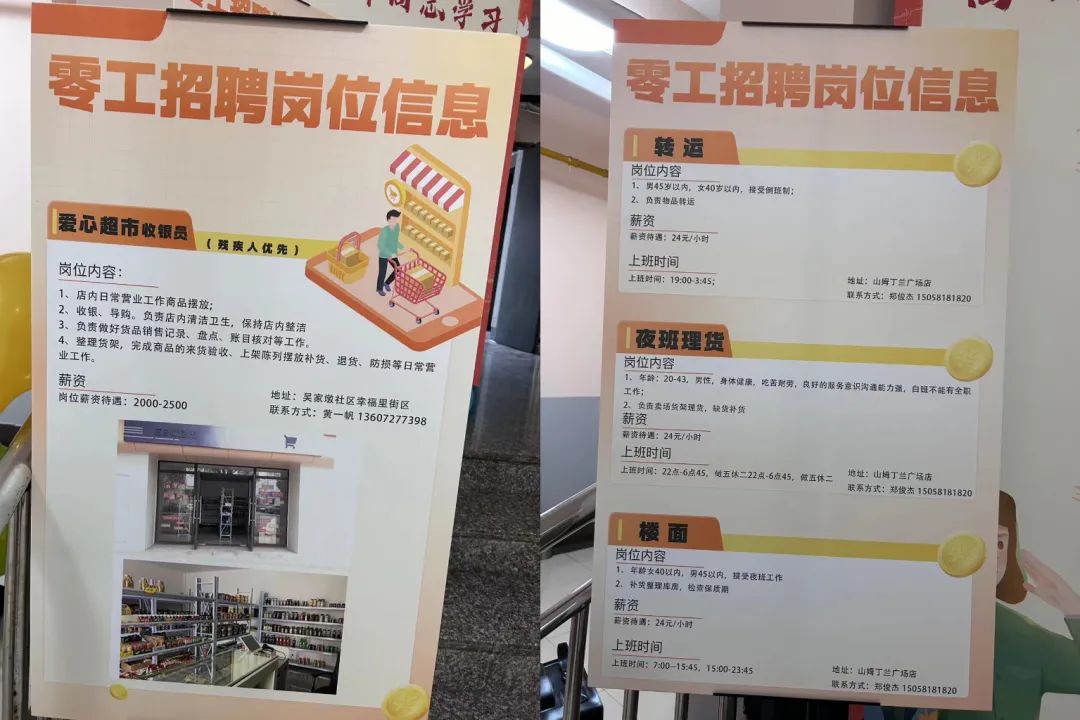 同志学习
零工招聘岗位信息
爱心超市收银员
(残疾人优先)
岗位内容：
1、店内日常营业工作商品摆放；
2、收银、导购。负责店内清洁卫生，保持店内整洁
3、负责做好货品销售记录、盘点、账目核对等工作。
4、整理货架，完成商品的来货验收、上架陈列摆放补货、退货、防损等日常营
业工作。
薪资
岗位薪资待遇：2000-2500
地址：吴家墩社区幸福里街区
联系方式：黄一帆 13607277398
零工招聘岗位信息
转运
岗位内容
1、男45岁以内，女40岁以内，接受倒班制；
2、负责物品转运
薪资
薪资待遇：24元/小时
上班时间
上班时间：19:00-3:45；
地址：山姆丁兰广场店
联系方式：郑俊杰 15058181820
夜班理货
岗位内容
1、年龄：20-43，男性，身体健康，吃苦耐劳，良好的服务意识沟通能力强，白班不能有全职
工作；
2、负责卖场货架理货，缺货补货
薪资
薪资待遇：24元/小时
上班时间
上班时间：22点-6点45，做五休二22点-6点45，做五休二
地址：山姆丁兰广场店
联系方式：郑俊杰 15058181820
楼面
岗位内容
1、年龄女40以内，男45以内，接受夜班工作
2、补货整理库房，检查保质期
薪资
薪资待遇：24元/小时
上班时间
上班时间：7:00--15:45，15:00-23:45
地址：山姆丁兰广场店
联系方式：郑俊杰 15058181820